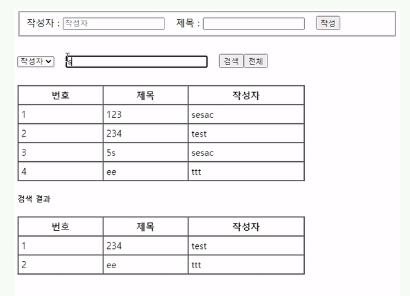 작성자 : 작성자 제목 : 작성
작성자 검색 전체
번호 제목 작성자
1 123 sesac
2 234 test
3 5s sesac
4 ee ttt
검색 결과
번호 제목 작성자
1 234 test
2 ee ttt